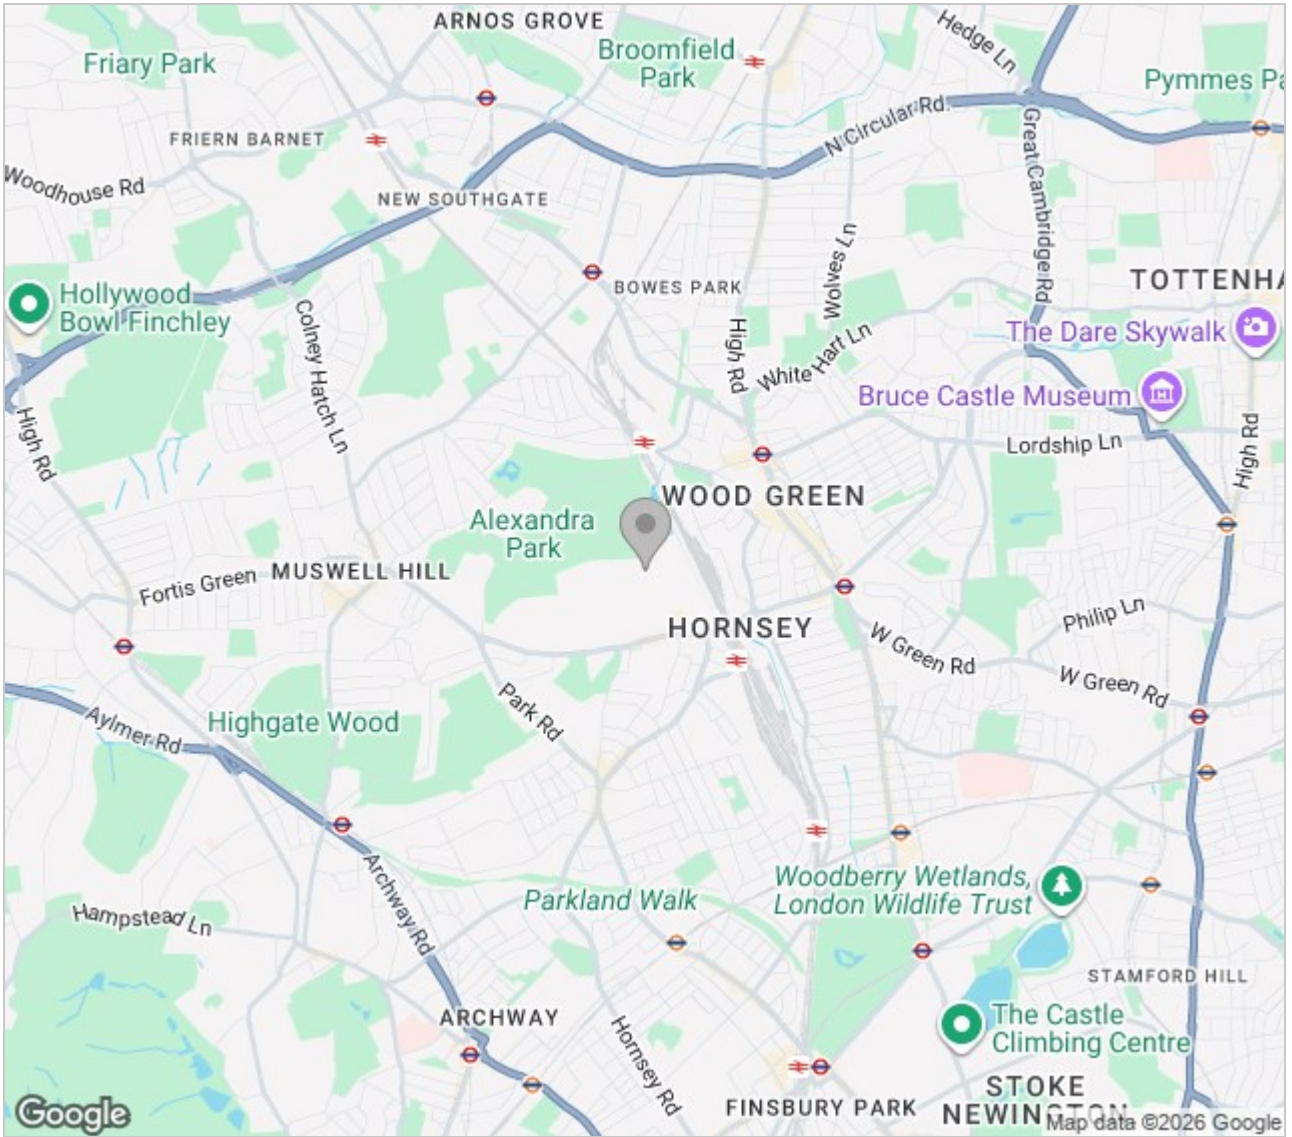 ARNOS GROVE
Hedge Ln
Friary Park
Broomfield
Park
Pymmes Pa
N Circular Rd.
FRIERN BARNET
Great Cambridge Rd
Woodhouse Rd
NEW SOUTHGATE
Wolves Ln
BOWES PARK
TOTTENHA
Hollywood
Bowl Finchley
Colney Hatch Ln
High Rd
The Dare Skywalk
White Hart Ln
Bruce Castle Museum
High Rd
Lordship Ln
High Rd
WOOD GREEN
Alexandra
Park
Fortis Green
MUSWELL HILL
Philip Ln
HORNSEY
W Green Rd
W Green Rd
Park Rd
Highgate Wood
Aylmer Rd
Archway Rd
Woodberry Wetlands,
London Wildlife Trust
Parkland Walk
Hampstead Ln
STAMFORD HILL
ARCHWAY
The Castle
Climbing Centre
Hornsey Rd
STOKE
NEWINGTON
FINSBURY PARK
Google
Map data ©2026 Google